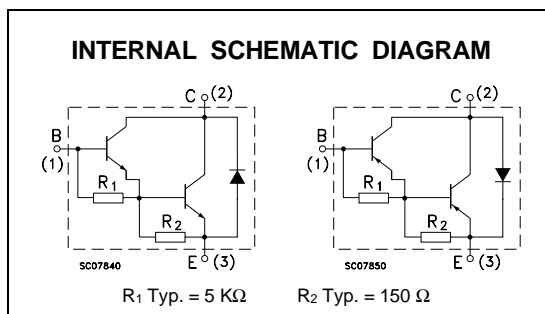 INTERNAL SCHEMATIC DIAGRAM
C (2) C (2)
B B
(1) (1)
R1 R1
R2 R2
SC07840 E (3) SC07850 E (3)
R1 Typ. = 5 KΩ R2 Typ. = 150 Ω